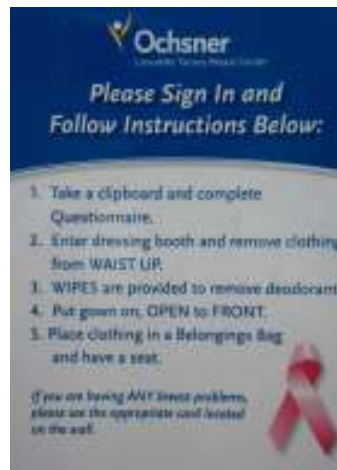 Ochsner
Please Sign In and
Follow Instructions Below:
1. Take a clipboard and complete
Questionnaire.
2. Enter dressing booth and remove clothing
from WAIST UP.
3. WIPES are provided to remove deodorant
4. Put gown on, OPEN to FRONT.
5. Place clothing in a Belongings Bag
and have a seat.
If you are having ANY breast problems,
please use the appropriate card located
on the wall.